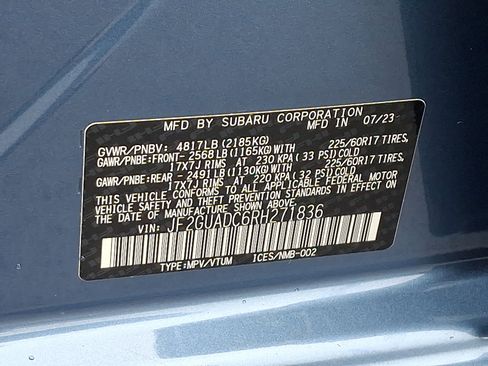 MFD BY SUBARU CORPORATION MFD IN 07/23
GVWR/PNBV: 4817LB (2185KG)
GAWR/PNBE: FRONT- 2568LB (1165KG) WITH 225/60R17 TIRES,
17X7J RIMS AT 230 KPA (33 PSI) COLD
GAWR/PNBE: REAR - 2491LB (1130KG) WITH 225/60R17 TIRES,
17X7J RIMS AT 220 KPA (32 PSI) COLD
THIS VEHICLE CONFORMS TO ALL APPLICABLE FEDERAL MOTOR
VEHICLE SAFETY AND THEFT PREVENTION STANDARDS IN EFFECT
ON THE DATE OF MANUFACTURE SHOWN ABOVE.
VIN: JF2GUADC6RH271836
TYPE:MPV/VTUM ICES/NMB-002